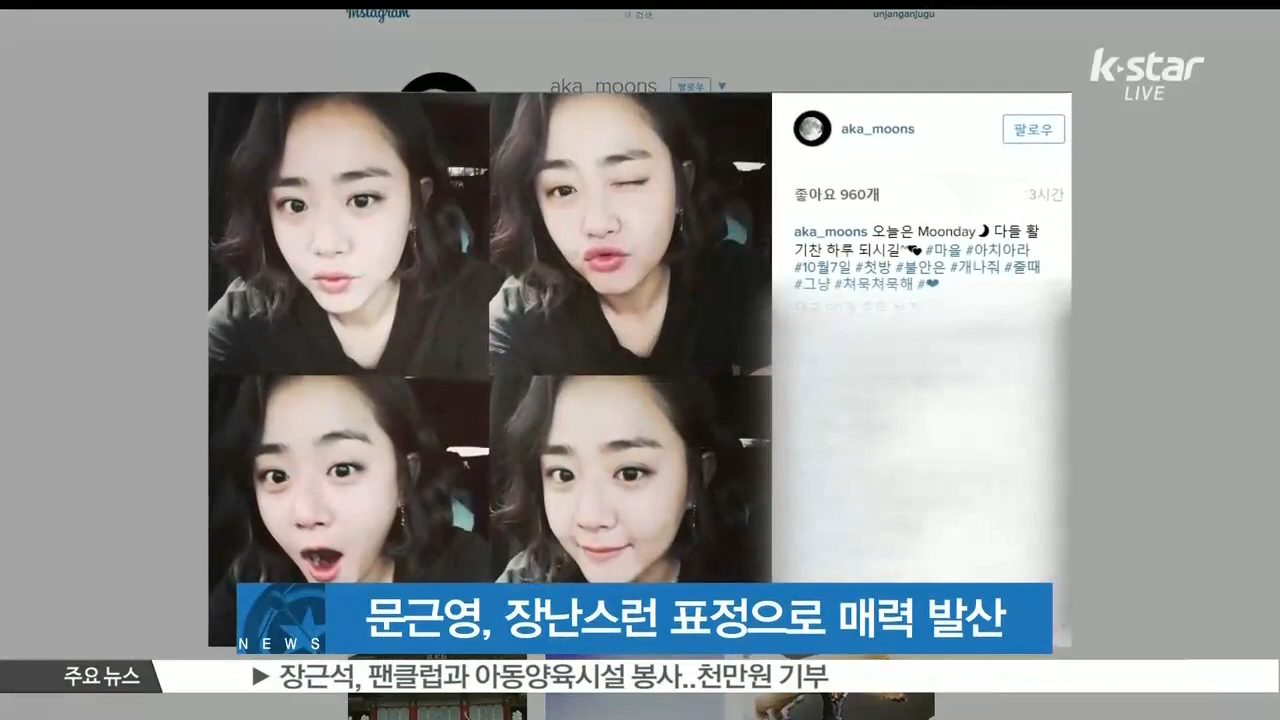 Instagram
검색
unjanganjugu
k-star
LIVE
aka_moons 팔로우
aka_moons
팔로우
좋아요 960개
3시간
aka_moons 오늘은 Moonday🌙 다들 활
기찬 하루 되시길~🖤 #마을 #아치아라
#10월7일 #첫방 #불안은 #개나줘 #줄때
#그냥 #쳐묵쳐묵해 #❤
NEWS
문근영, 장난스런 표정으로 매력 발산
주요뉴스
▶ 장근석, 팬클럽과 아동양육시설 봉사..천만원 기부